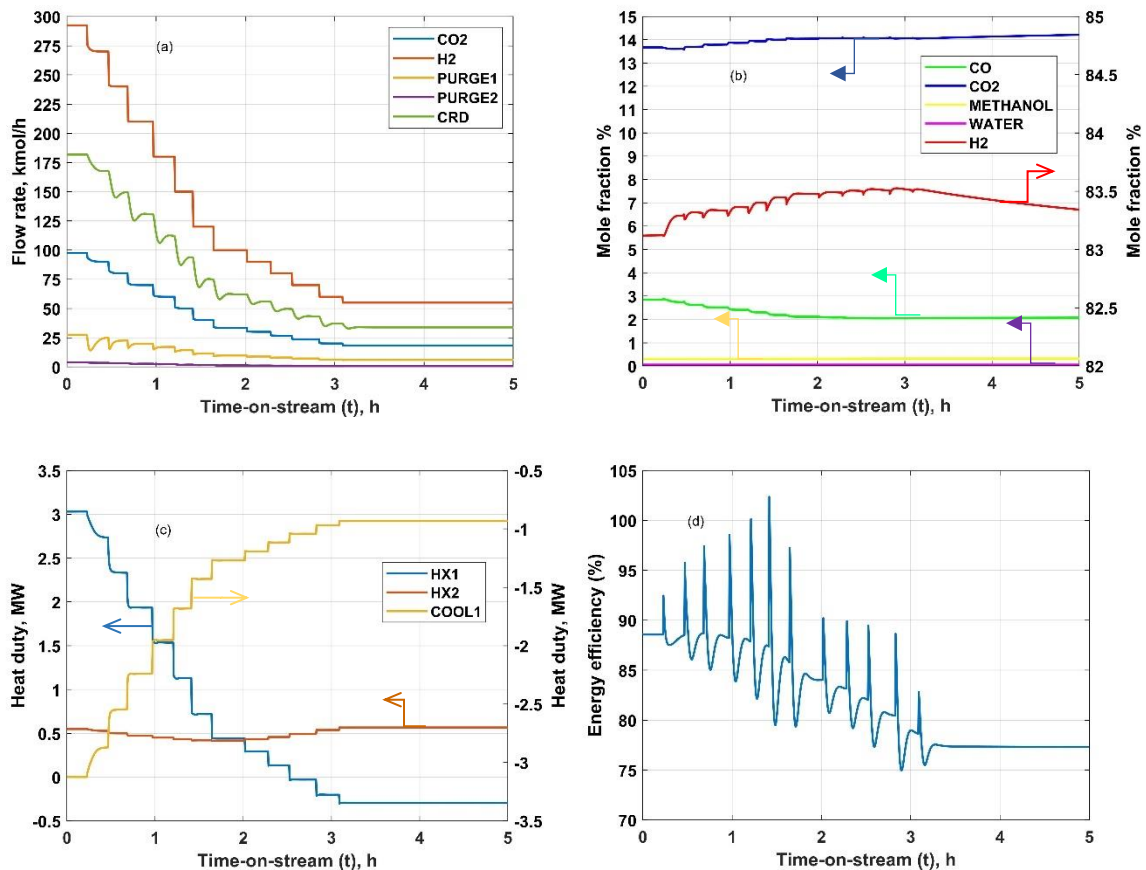 (a)
CO2
H2
PURGE1
PURGE2
CRD
300
275
250
225
200
175
150
125
100
75
50
25
0
Flow rate, kmol/h
0 1 2 3 4 5
Time-on-stream (t), h
(b)
CO
CO2
METHANOL
WATER
H2
15
14
13
12
11
10
9
8
7
6
5
4
3
2
1
0
Mole fraction %
85
84.5
84
83.5
83
82.5
82
Mole fraction %
0 1 2 3 4 5
Time-on-stream (t), h
(c)
HX1
HX2
COOL1
3.5
3
2.5
2
1.5
1
0.5
0
-0.5
Heat duty, MW
-0.5
-1
-1.5
-2
-2.5
-3
-3.5
Heat duty, MW
0 1 2 3 4 5
Time-on-stream (t), h
(d)
105
100
95
90
85
80
75
70
Energy efficiency (%)
0 1 2 3 4 5
Time-on-stream (t), h